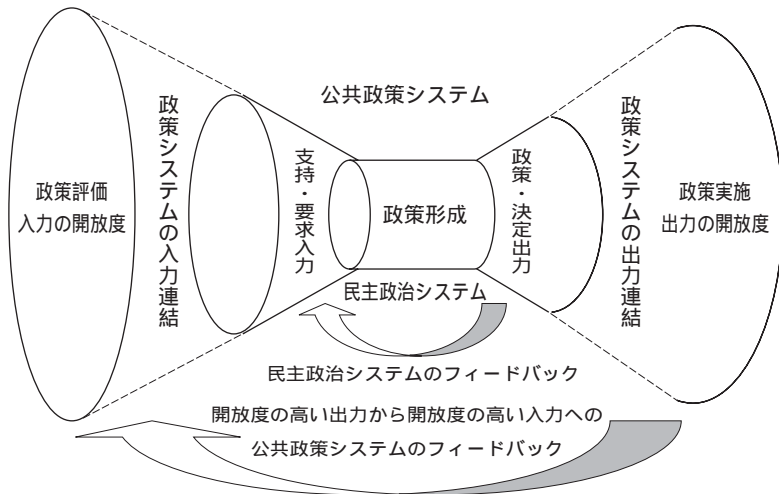 公共政策システム
政策評価
入力の開放度
政策システムの入力連結
支持・要求入力
政策形成
政策・決定出力
政策システムの出力連結
政策実施
出力の開放度
民主政治システム
民主政治システムのフィードバック
開放度の高い出力から開放度の高い入力への
公共政策システムのフィードバック